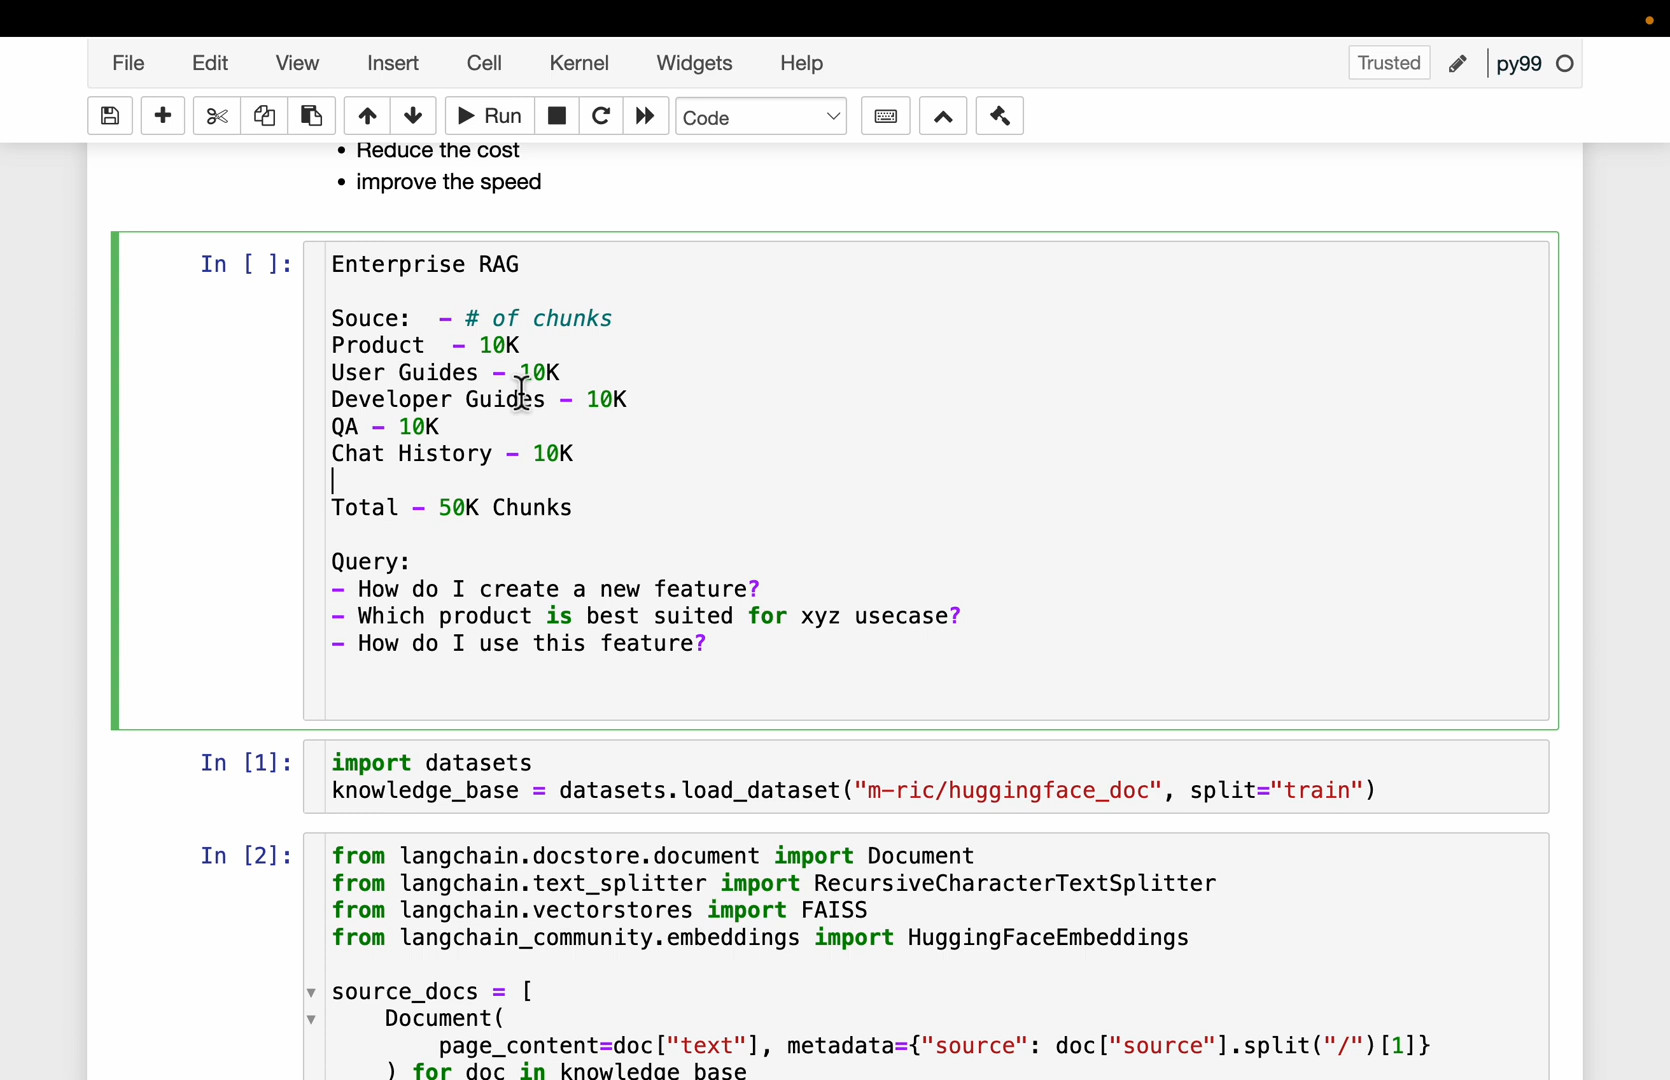 File Edit View Insert Cell Kernel Widgets Help Trusted py99
Run Code
• Reduce the cost
• improve the speed
In [ ]: Enterprise RAG
Souce:  - # of chunks
Product  - 10K
User Guides - 10K
Developer Guides - 10K
QA - 10K
Chat History - 10K
Total - 50K Chunks
Query:
- How do I create a new feature?
- Which product is best suited for xyz usecase?
- How do I use this feature?
In [1]: import datasets
knowledge_base = datasets.load_dataset("m-ric/huggingface_doc", split="train")
In [2]: from langchain.docstore.document import Document
from langchain.text_splitter import RecursiveCharacterTextSplitter
from langchain.vectorstores import FAISS
from langchain_community.embeddings import HuggingFaceEmbeddings
source_docs = [
    Document(
        page_content=doc["text"], metadata={"source": doc["source"].split("/")[1]}
    ) for doc in knowledge_base